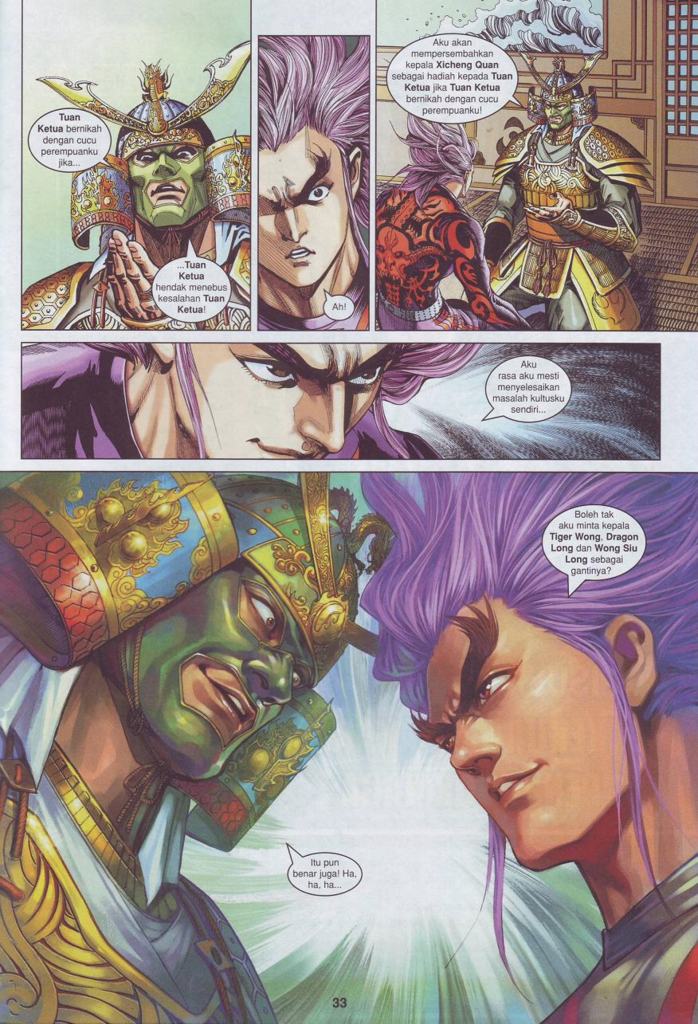 Tuan
Ketua bernikah
dengan cucu
perempuanku
jika...
...Tuan
Ketua
hendak menebus
kesalahan Tuan
Ketua!
Ah!
Aku akan
mempersembahkan
kepala Xicheng Quan
sebagai hadiah kepada Tuan
Ketua jika Tuan Ketua
bernikah dengan cucu
perempuanku!
Aku
rasa aku mesti
menyelesaikan
masalah kultusku
sendiri...
Boleh tak
aku minta kepala
Tiger Wong, Dragon
Long dan Wong Siu
Long sebagai
gantinya?
Itu pun
benar juga! Ha,
ha, ha...
33